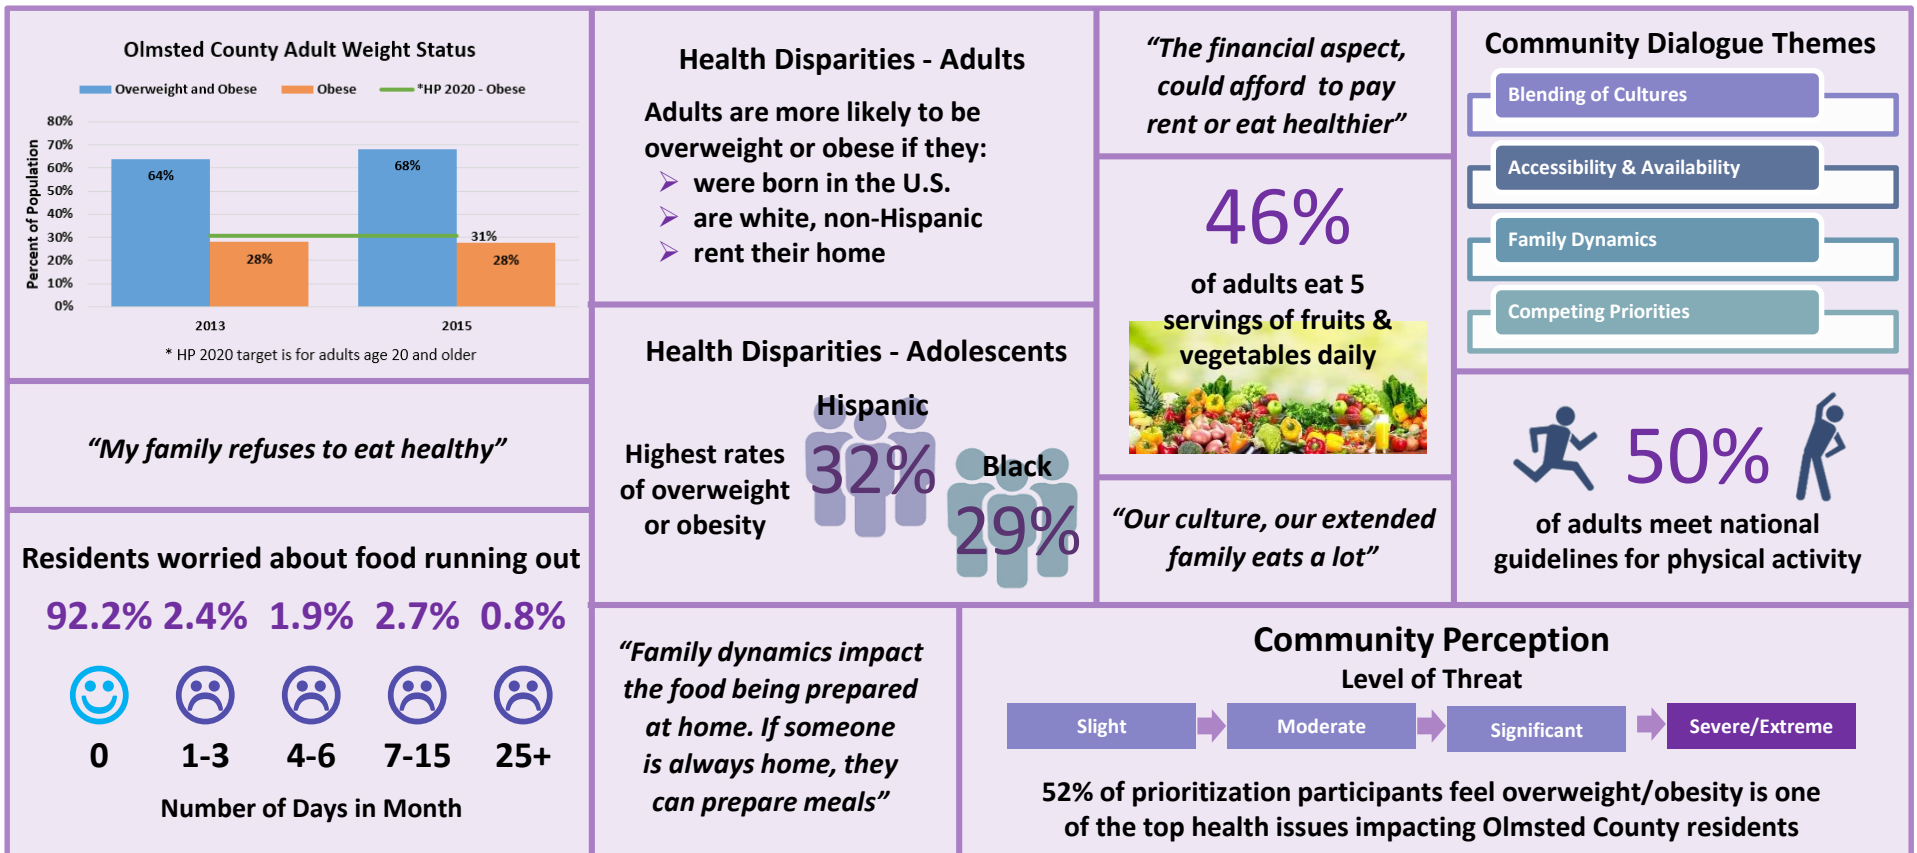 Olmsted County Adult Weight Status
Overweight and Obese
Obese
*HP 2020 - Obese
Percent of Population
80%
70%
60%
50%
40%
30%
20%
10%
0%
64%
28%
68%
31%
28%
2013
2015
* HP 2020 target is for adults age 20 and older
“My family refuses to eat healthy”
Residents worried about food running out
92.2% 2.4% 1.9% 2.7% 0.8%
0 1-3 4-6 7-15 25+
Number of Days in Month
Health Disparities - Adults
Adults are more likely to be
overweight or obese if they:
➢ were born in the U.S.
➢ are white, non-Hispanic
➢ rent their home
Health Disparities - Adolescents
Highest rates
of overweight
or obesity
Hispanic
32%
Black
29%
“Family dynamics impact
the food being prepared
at home. If someone
is always home, they
can prepare meals”
“The financial aspect,
could afford to pay
rent or eat healthier”
46%
of adults eat 5
servings of fruits &
vegetables daily
“Our culture, our extended
family eats a lot”
Community Dialogue Themes
Blending of Cultures
Accessibility & Availability
Family Dynamics
Competing Priorities
50%
of adults meet national
guidelines for physical activity
Community Perception
Level of Threat
Slight
Moderate
Significant
Severe/Extreme
52% of prioritization participants feel overweight/obesity is one
of the top health issues impacting Olmsted County residents